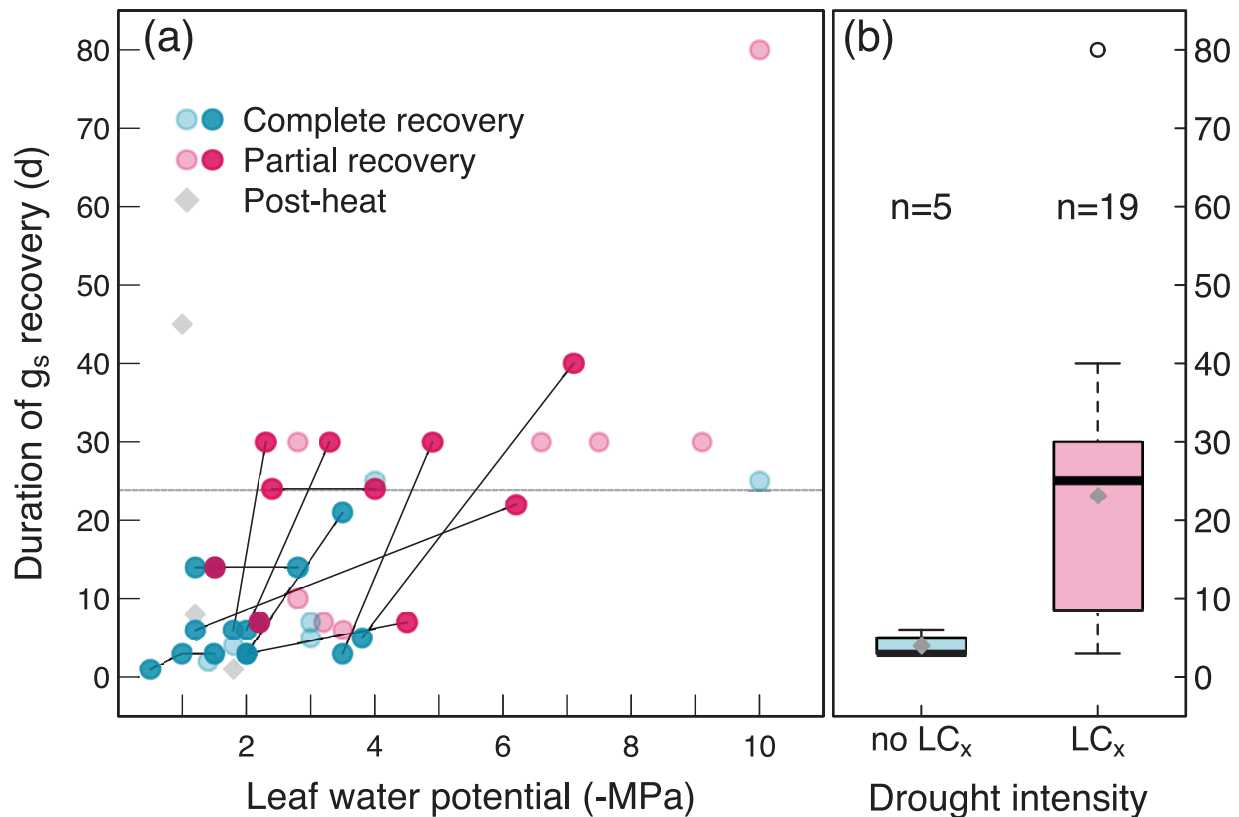 (a)
(b)
Duration of gs recovery (d)
80
70
60
50
40
30
20
10
0
Complete recovery
Partial recovery
Post-heat
2
4
6
8
10
Leaf water potential (-MPa)
n=5
n=19
80
70
60
50
40
30
20
10
0
no LCx
LCx
Drought intensity